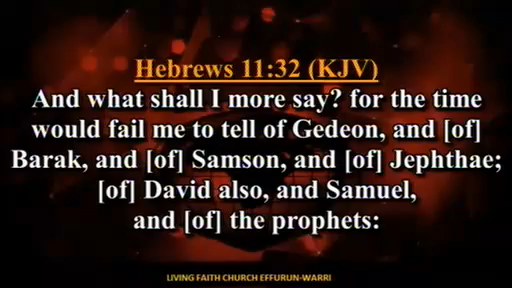 Hebrews 11:32 (KJV)
And what shall I more say? for the time
would fail me to tell of Gedeon, and [of]
Barak, and [of] Samson, and [of] Jephthae;
[of] David also, and Samuel,
and [of] the prophets:
LIVING FAITH CHURCH EFFURUN-WARRI